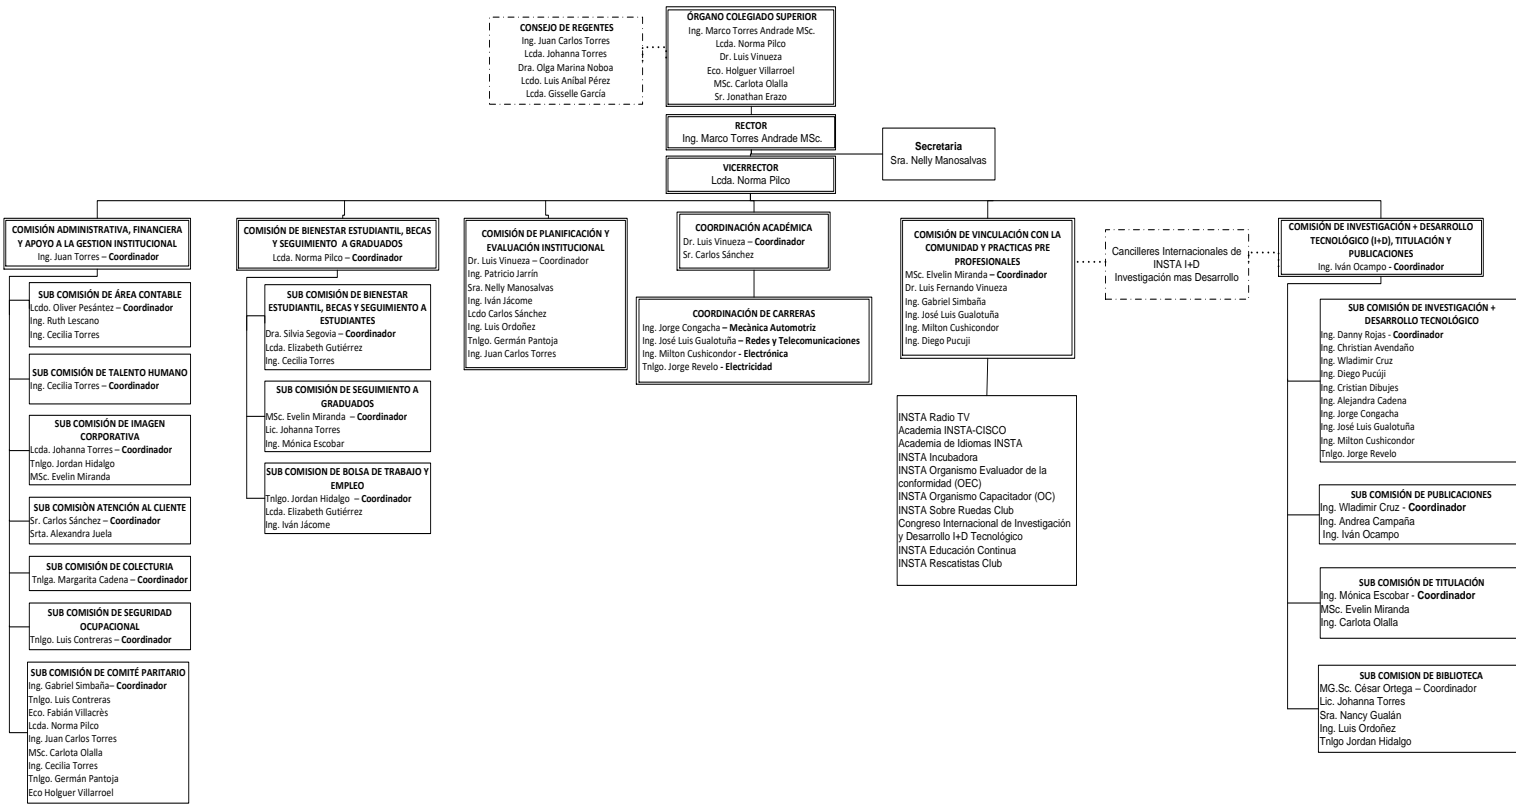 CONSEJO DE REGENTES
Ing. Juan Carlos Torres
Lcda. Johanna Torres
Dra. Olga Marina Noboa
Lcdo. Luis Aníbal Pérez
Lcda. Gisselle García
ÓRGANO COLEGIADO SUPERIOR
Ing. Marco Torres Andrade MSc.
Lcda. Norma Pilco
Dr. Luis Vinueza
Eco. Holguer Villarroel
MSc. Carlota Olalla
Sr. Jonathan Erazo
RECTOR
Ing. Marco Torres Andrade MSc.
Secretaria
Sra. Nelly Manosalvas
VICERRECTOR
Lcda. Norma Pilco
COMISIÓN ADMINISTRATIVA, FINANCIERA
Y APOYO A LA GESTION INSTITUCIONAL
Ing. Juan Torres – Coordinador
SUB COMISIÓN DE ÁREA CONTABLE
Lcdo. Oliver Pesántez – Coordinador
Ing. Ruth Lescano
Ing. Cecilia Torres
SUB COMISIÓN DE TALENTO HUMANO
Ing. Cecilia Torres – Coordinador
SUB COMISIÓN DE IMAGEN
CORPORATIVA
Lcda. Johanna Torres – Coordinador
Tnlgo. Jordan Hidalgo
MSc. Evelin Miranda
SUB COMISIÒN ATENCIÓN AL CLIENTE
Sr. Carlos Sánchez – Coordinador
Srta. Alexandra Juela
SUB COMISIÓN DE COLECTURIA
Tnlga. Margarita Cadena – Coordinador
SUB COMISIÓN DE SEGURIDAD
OCUPACIONAL
Tnlgo. Luis Contreras – Coordinador
SUB COMISIÓN DE COMITÉ PARITARIO
Ing. Gabriel Simbaña– Coordinador
Tnlgo. Luis Contreras
Eco. Fabián Villacrès
Lcda. Norma Pilco
Ing. Juan Carlos Torres
MSc. Carlota Olalla
Ing. Cecilia Torres
Tnlgo. Germán Pantoja
Eco Holguer Villarroel
COMISIÓN DE BIENESTAR ESTUDIANTIL, BECAS
Y SEGUIMIENTO A GRADUADOS
Lcda. Norma Pilco – Coordinador
SUB COMISIÓN DE BIENESTAR
ESTUDIANTIL, BECAS Y SEGUIMIENTO A
ESTUDIANTES
Dra. Silvia Segovia – Coordinador
Lcda. Elizabeth Gutiérrez
Ing. Cecilia Torres
SUB COMISIÓN DE SEGUIMIENTO A
GRADUADOS
MSc. Evelin Miranda – Coordinador
Lic. Johanna Torres
Ing. Mónica Escobar
SUB COMISION DE BOLSA DE TRABAJO Y
EMPLEO
Tnlgo. Jordan Hidalgo – Coordinador
Lcda. Elizabeth Gutiérrez
Ing. Iván Jácome
COMISIÓN DE PLANIFICACIÓN Y
EVALUACIÓN INSTITUCIONAL
Dr. Luis Vinueza – Coordinador
Ing. Patricio Jarrín
Sra. Nelly Manosalvas
Ing. Iván Jácome
Lcdo Carlos Sánchez
Ing. Luis Ordoñez
Tnlgo. Germán Pantoja
Ing. Juan Carlos Torres
COORDINACIÓN ACADÉMICA
Dr. Luis Vinueza – Coordinador
Sr. Carlos Sánchez
COORDINACIÓN DE CARRERAS
Ing. Jorge Congacha – Mecànica Automotriz
Ing. José Luis Gualotuña – Redes y Telecomunicaciones
Ing. Milton Cushicondor - Electrónica
Tnlgo. Jorge Revelo - Electricidad
COMISIÓN DE VINCULACIÓN CON LA
COMUNIDAD Y PRACTICAS PRE
PROFESIONALES
MSc. Elvelin Miranda – Coordinador
Dr. Luis Fernando Vinueza
Ing. Gabriel Simbaña
Ing. José Luis Gualotuña
Ing. Milton Cushicondor
Ing. Diego Pucuji
INSTA Radio TV
Academia INSTA-CISCO
Academia de Idiomas INSTA
INSTA Incubadora
INSTA Organismo Evaluador de la
conformidad (OEC)
INSTA Organismo Capacitador (OC)
INSTA Sobre Ruedas Club
Congreso Internacional de Investigación
y Desarrollo I+D Tecnológico
INSTA Educación Continua
INSTA Rescatistas Club
Cancilleres Internacionales de
INSTA I+D
Investigación mas Desarrollo
COMISIÓN DE INVESTIGACIÓN + DESARROLLO
TECNOLÓGICO (I+D), TITULACIÓN Y
PUBLICACIONES
Ing. Iván Ocampo - Coordinador
SUB COMISIÓN DE INVESTIGACIÓN +
DESARROLLO TECNOLÓGICO
Ing. Danny Rojas - Coordinador
Ing. Christian Avendaño
Ing. Wladimir Cruz
Ing. Diego Pucúji
Ing. Cristian Dibujes
Ing. Alejandra Cadena
Ing. Jorge Congacha
Ing. José Luis Gualotuña
Ing. Milton Cushicondor
Tnlgo. Jorge Revelo
SUB COMISIÓN DE PUBLICACIONES
Ing. Wladimir Cruz - Coordinador
Ing. Andrea Campaña
Ing. Iván Ocampo
SUB COMISIÓN DE TITULACIÓN
Ing. Mónica Escobar - Coordinador
MSc. Evelin Miranda
Ing. Carlota Olalla
SUB COMISION DE BIBLIOTECA
MG.Sc. César Ortega – Coordinador
Lic. Johanna Torres
Sra. Nancy Gualán
Ing. Luis Ordoñez
Tnlgo Jordan Hidalgo